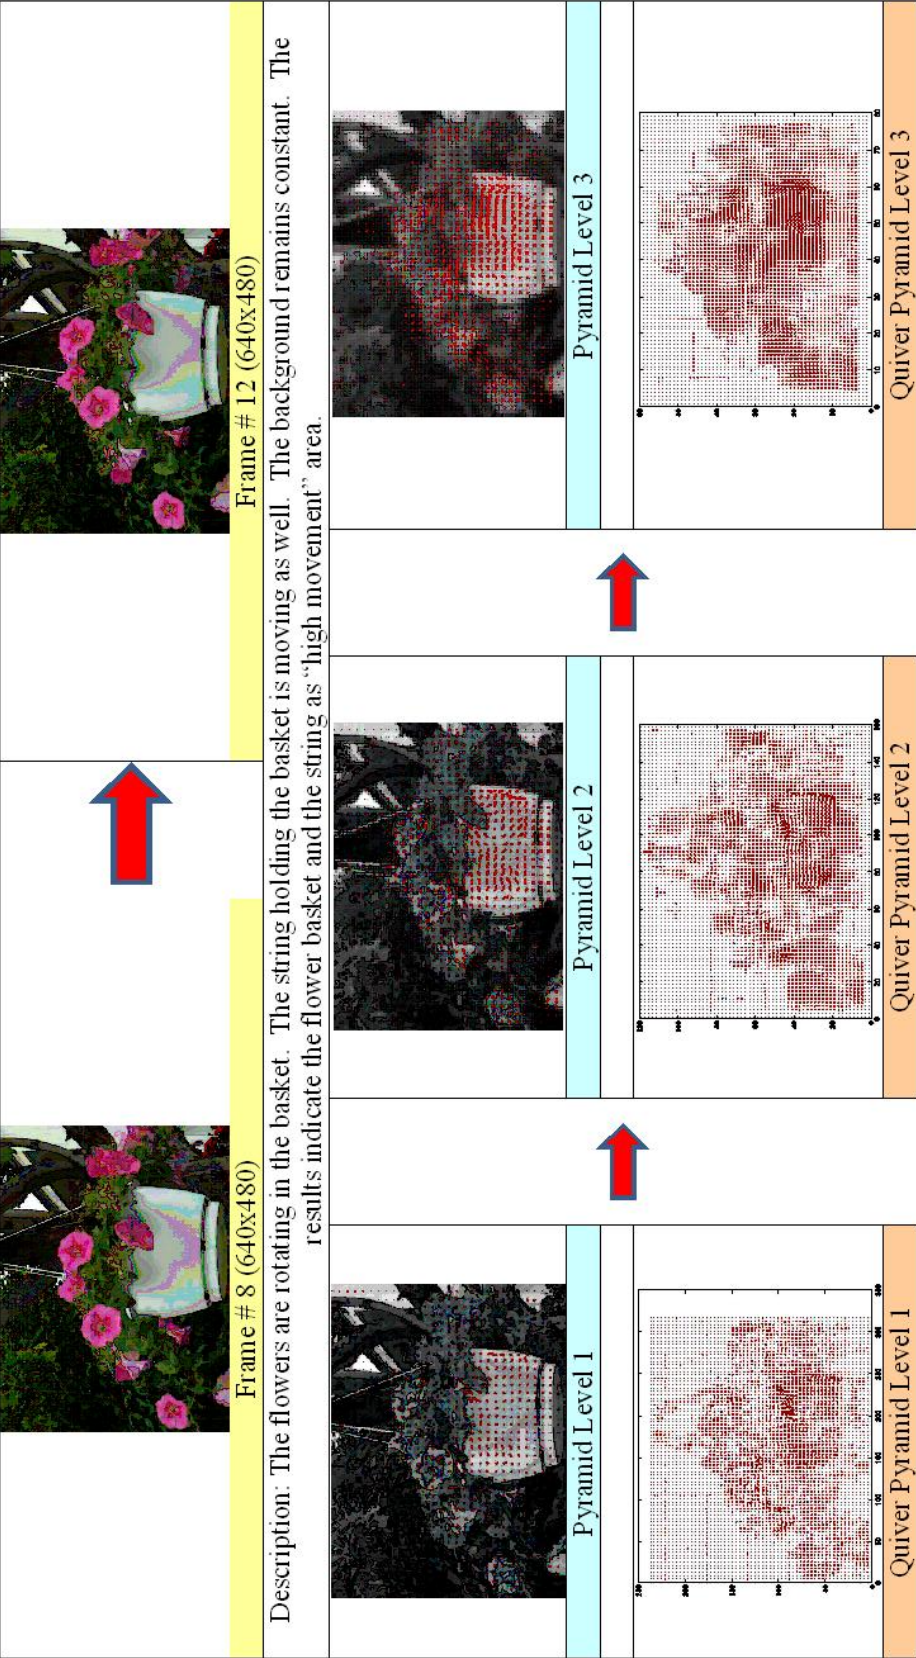 Frame # 8 (640x480)
Frame # 12 (640x480)
Description: The flowers are rotating in the basket. The string holding the basket is moving as well. The background remains constant. The
results indicate the flower basket and the string as “high movement” area.
Pyramid Level 1
Pyramid Level 2
Pyramid Level 3
Quiver Pyramid Level 1
Quiver Pyramid Level 2
Quiver Pyramid Level 3